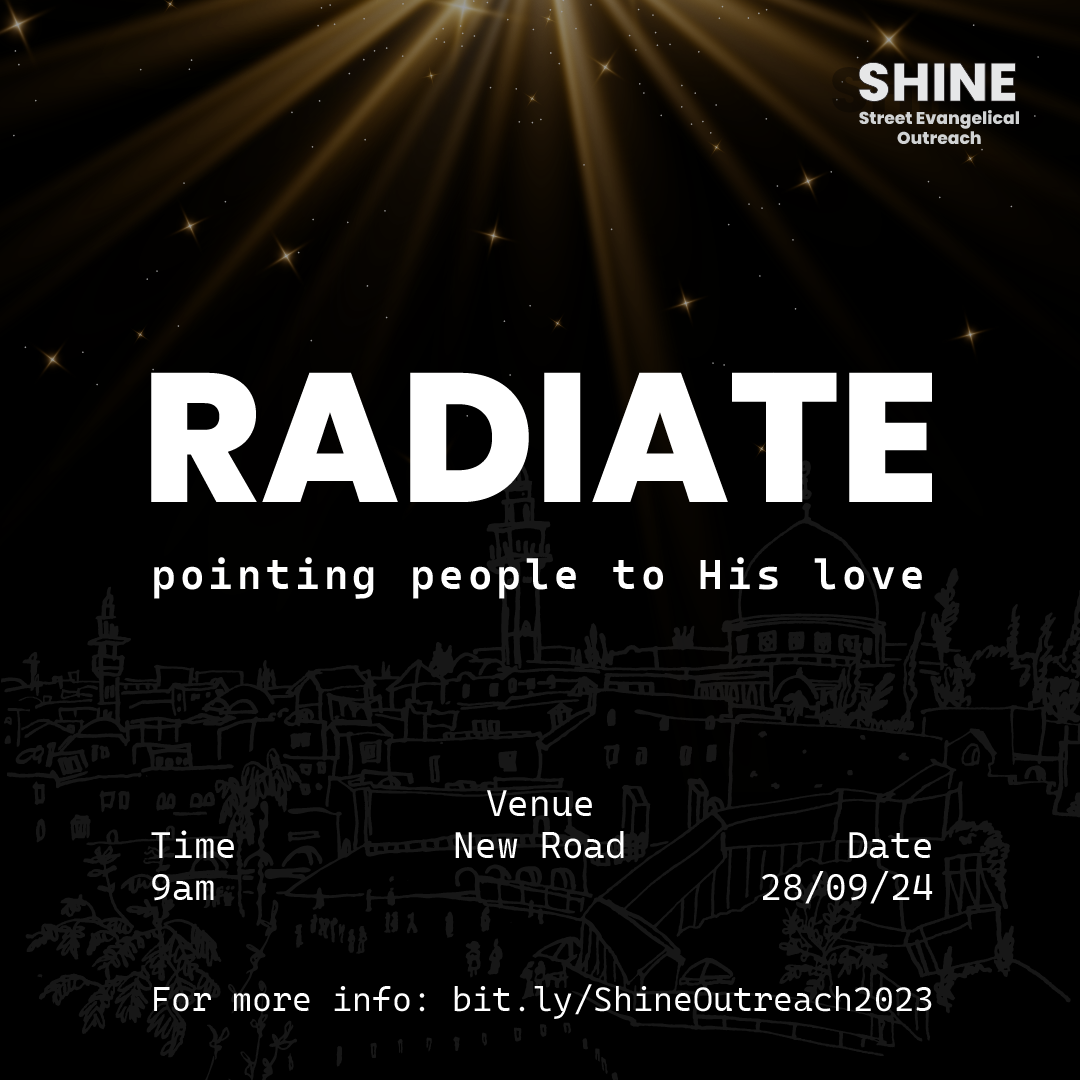 SHINE
Street Evangelical
Outreach
RADIATE
pointing people to His love
Time
9am
Venue
New Road
Date
28/09/24
For more info: bit.ly/ShineOutreach2023